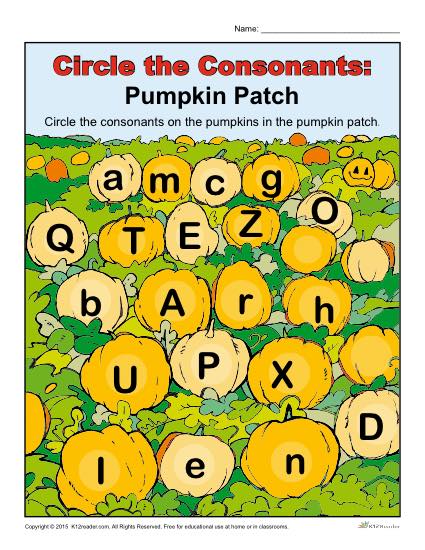 Name: ____________________
Circle the Consonants:
Pumpkin Patch
Circle the consonants on the pumpkins in the pumpkin patch.
a m c g
Q T E Z O
b A r h
U P X
l e n D
Copyright © 2015 K12reader.com. All Rights Reserved. Free for educational use at home or in classrooms.
K12Reader